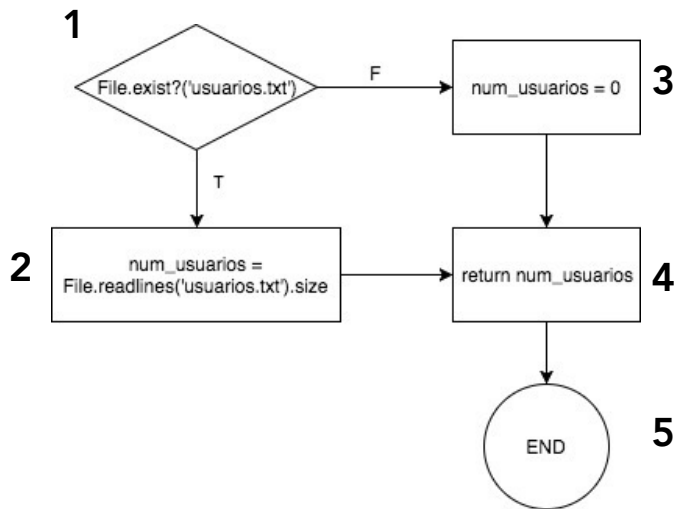 1
File.exist?('usuarios.txt')
F
num_usuarios = 0
3
T
2
num_usuarios =
File.readlines('usuarios.txt').size
return num_usuarios
4
END
5